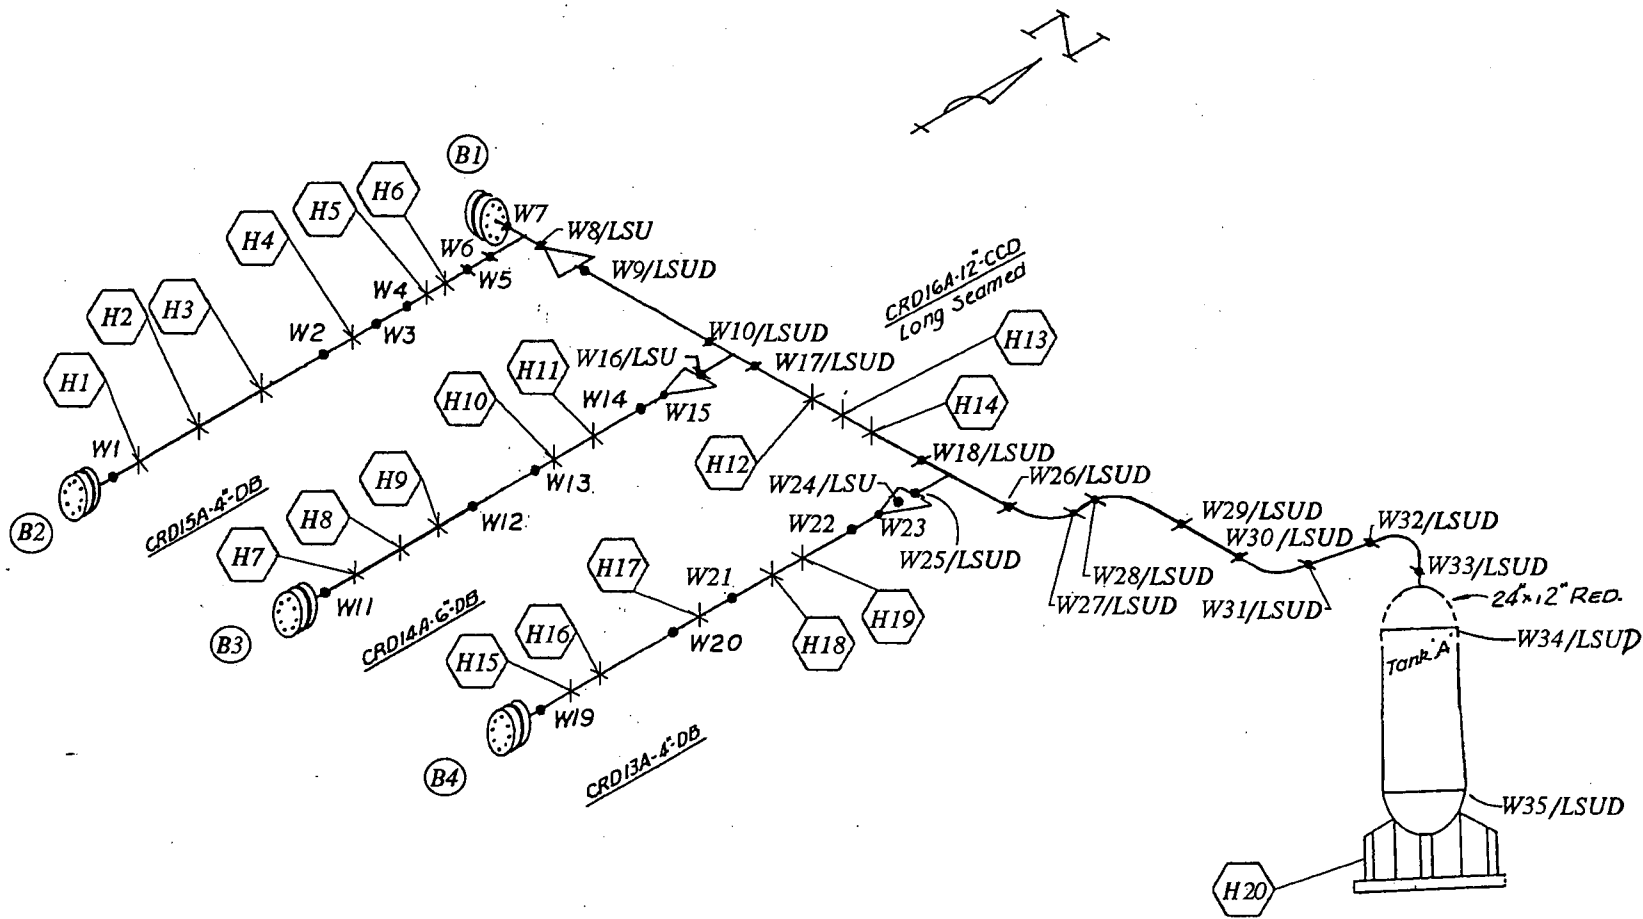 N
B1
H6
H5
W7
W8/LSU
H4
W6
W5
W9/LSUD
CRD16A-12"-CCD
Long Seamed
H3
H2
W4
W3
W2
H1
W10/LSUD
H13
W16/LSU
W17/LSUD
H11
H10
W14
W15
H14
W1
H12
B2
CRD15A-4"-DB
H9
W13
W18/LSUD
H8
W12
W24/LSU
W26/LSUD
H7
W22
W23
W29/LSUD
W32/LSUD
W30/LSUD
W25/LSUD
W28/LSUD
W33/LSUD
W11
H17
W21
W27/LSUD
W31/LSUD
24"x12" RED.
B3
CRD14A-6"-DB
H16
W20
H18
H19
W34/LSUD
Tank "A"
H15
W19
B4
CRD13A-4"-DB
W35/LSUD
H20